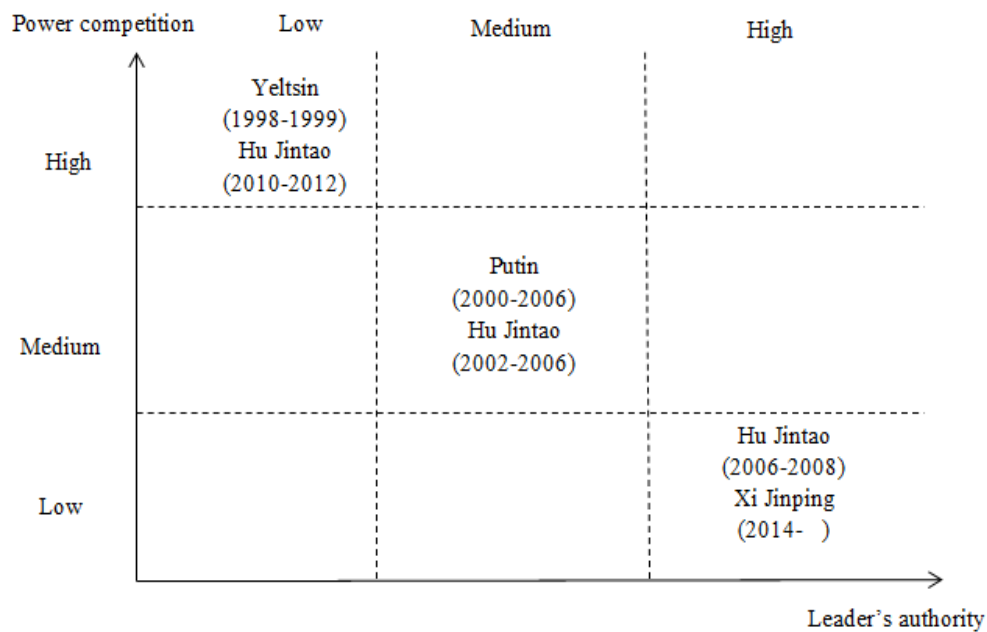 Power competition
Low
Medium
High
Yeltsin
(1998-1999)
Hu Jintao
(2010-2012)
High
Putin
(2000-2006)
Hu Jintao
(2002-2006)
Medium
Hu Jintao
(2006-2008)
Xi Jinping
(2014- )
Low
Leader’s authority